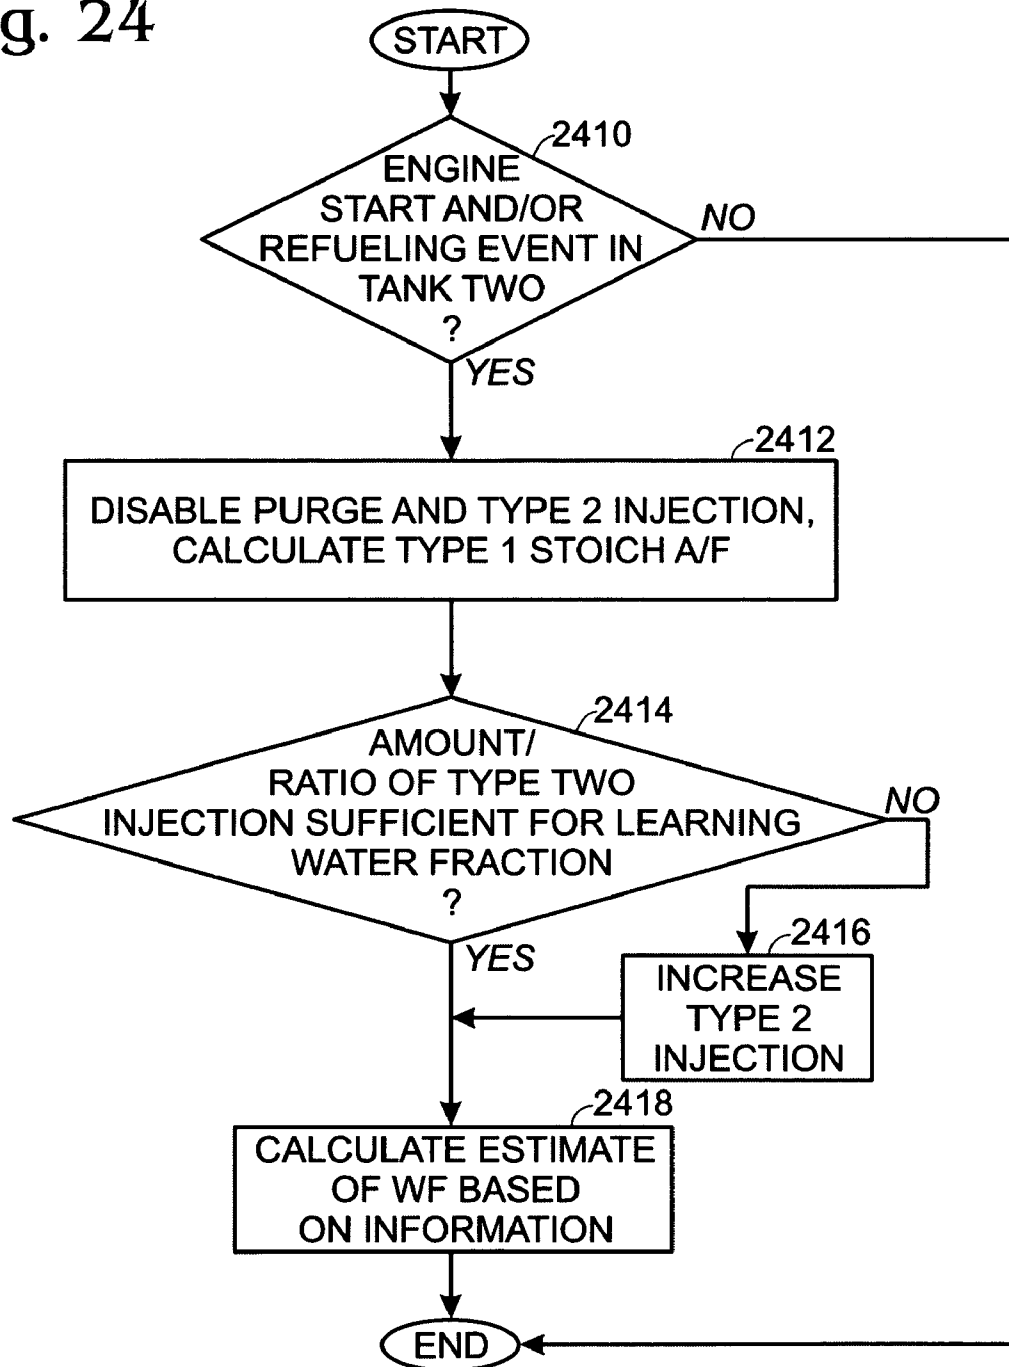 g. 24
START
2410
ENGINE
START AND/OR
REFUELING EVENT IN
TANK TWO
?
NO
YES
2412
DISABLE PURGE AND TYPE 2 INJECTION,
CALCULATE TYPE 1 STOICH A/F
2414
AMOUNT/
RATIO OF TYPE TWO
INJECTION SUFFICIENT FOR LEARNING
WATER FRACTION
?
NO
YES
2416
INCREASE
TYPE 2
INJECTION
2418
CALCULATE ESTIMATE
OF WF BASED
ON INFORMATION
END